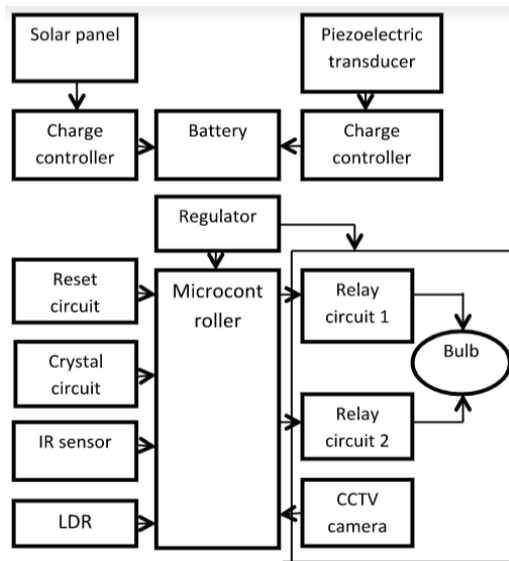 Solar panel
Piezoelectric
transducer
Charge
controller
Battery
Charge
controller
Regulator
Reset
circuit
Microcont
roller
Relay
circuit 1
Bulb
Crystal
circuit
IR sensor
Relay
circuit 2
LDR
CCTV
camera